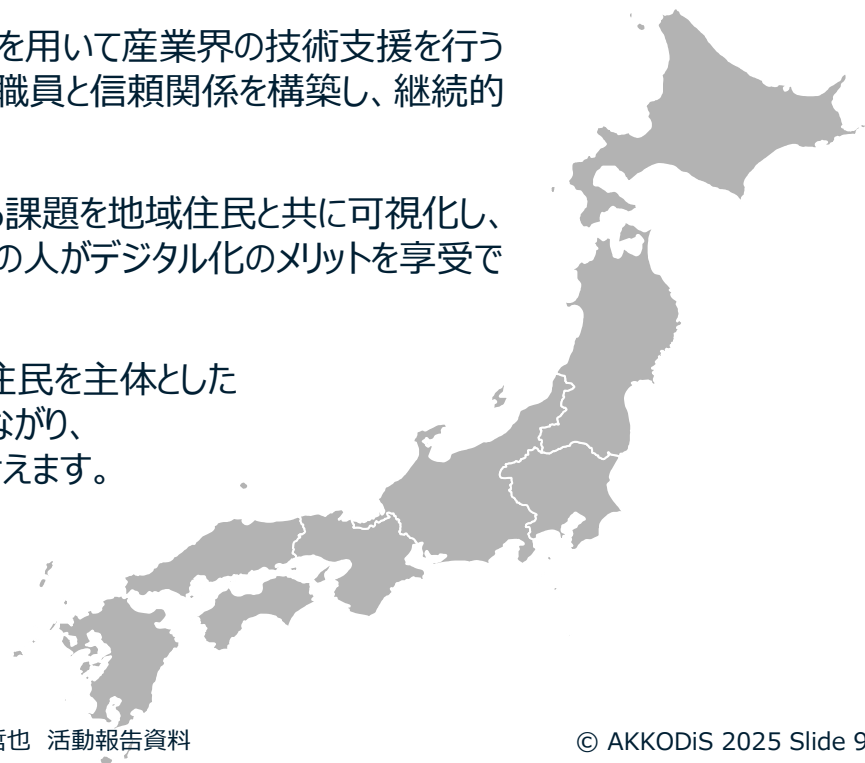 を用いて産業界の技術支援を行う
職員と信頼関係を構築し、継続的
課題を地域住民と共に可視化し、
の人がデジタル化のメリットを享受で
住民を主体とした
ながり、
えます。
哲也 活動報告資料
© AKKODiS 2025 Slide 9